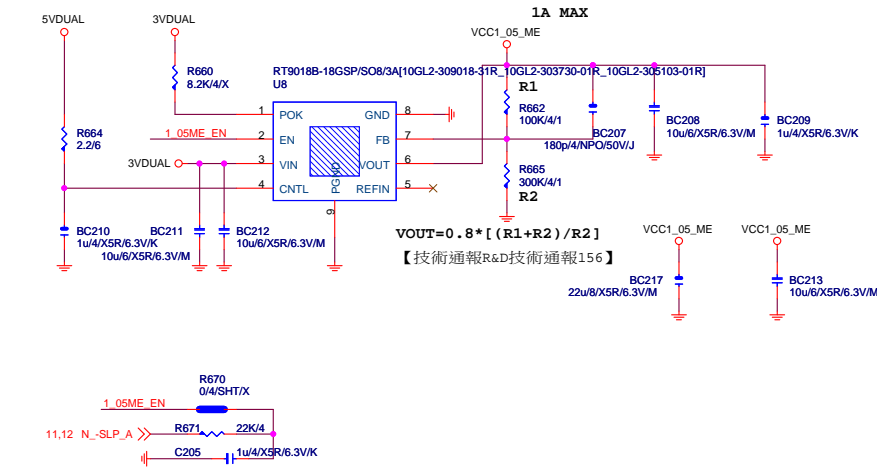 1A MAX
5VDUAL
3VDUAL
VCC1_05_ME
R660
8.2K/4/X
RT9018B-18GSP/SO8/3A[10GL2-309018-31R_10GL2-303730-01R_10GL2-305103-01R]
U8
R1
R662
100K/4/1
R664
2.2/6
1 POK
GND 8
1_05ME_EN
2 EN
FB 7
3VDUAL
3 VIN
VOUT 6
4 CNTL
REFIN 5
PGND
9
BC207
180p/4/NPO/50V/J
BC208
10u/6/X5R/6.3V/M
BC209
1u/4/X5R/6.3V/K
R665
300K/4/1
R2
BC210
1u/4/X5R/6.3V/K
BC211
10u/6/X5R/6.3V/M
BC212
10u/6/X5R/6.3V/M
VOUT=0.8*[(R1+R2)/R2]
【技術通報R&D技術通報156】
VCC1_05_ME
VCC1_05_ME
BC217
22u/8/X5R/6.3V/M
BC213
10u/6/X5R/6.3V/M
R670
0/4/SHT/X
1_05ME_EN
11,12 N_-SLP_A
R671
22K/4
C205
1u/4/X5R/6.3V/K